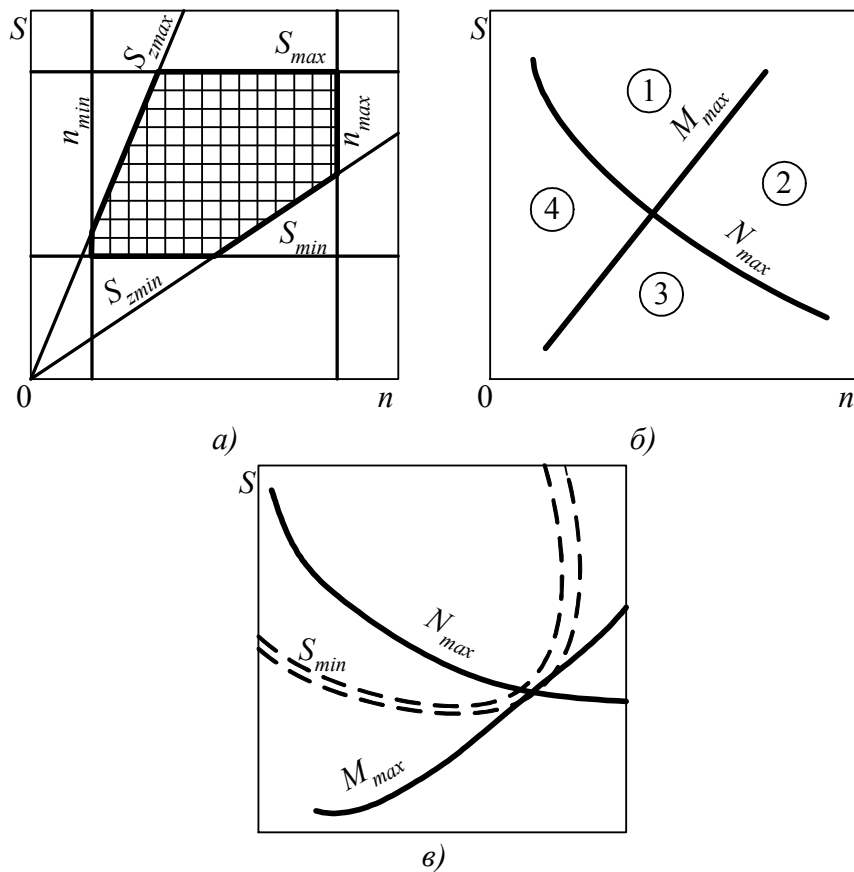 S
S_zmax
S_max
n_min
n_max
S_min
S_zmin
0
n
а)
S
1
M_max
2
4
N_max
3
0
n
б)
S
N_max
S_min
M_max
в)